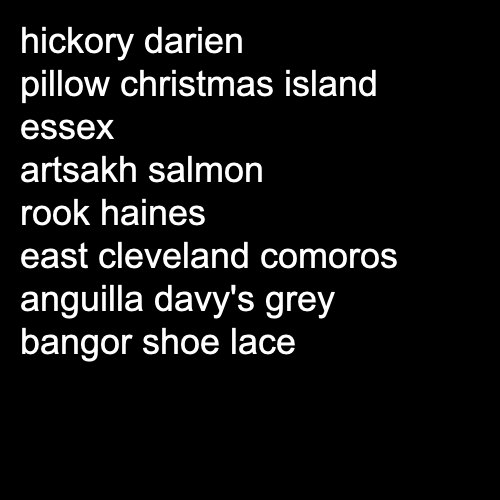 hickory darien
pillow christmas island
essex
artsakh salmon
rook haines
east cleveland comoros
anguilla davy's grey
bangor shoe lace